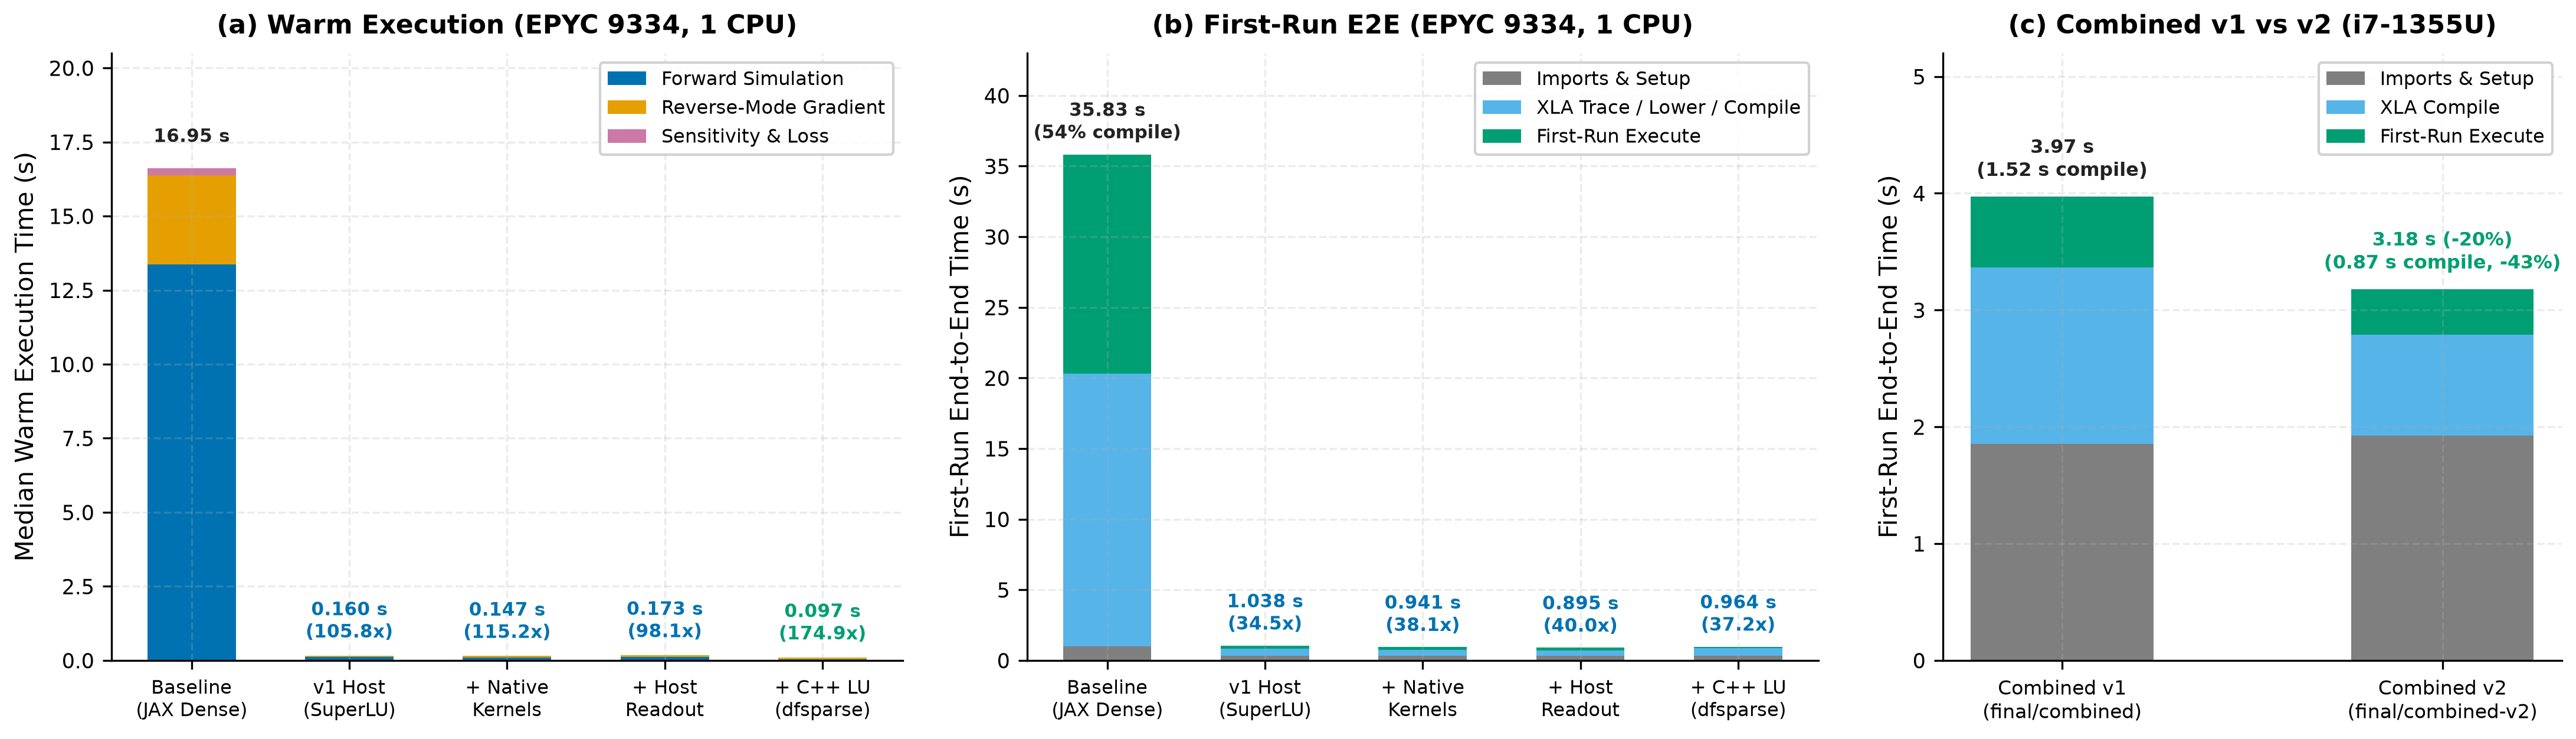 (a) Warm Execution (EPYC 9334, 1 CPU)
Median Warm Execution Time (s)
20.0
17.5
15.0
12.5
10.0
7.5
5.0
2.5
0.0
Forward Simulation
Reverse-Mode Gradient
Sensitivity & Loss
16.95 s
0.160 s
(105.8x)
0.147 s
(115.2x)
0.173 s
(98.1x)
0.097 s
(174.9x)
Baseline
(JAX Dense)
v1 Host
(SuperLU)
+ Native
Kernels
+ Host
Readout
+ C++ LU
(dfsparse)
(b) First-Run E2E (EPYC 9334, 1 CPU)
First-Run End-to-End Time (s)
40
35
30
25
20
15
10
5
0
Imports & Setup
XLA Trace / Lower / Compile
First-Run Execute
35.83 s
(54% compile)
1.038 s
(34.5x)
0.941 s
(38.1x)
0.895 s
(40.0x)
0.964 s
(37.2x)
Baseline
(JAX Dense)
v1 Host
(SuperLU)
+ Native
Kernels
+ Host
Readout
+ C++ LU
(dfsparse)
(c) Combined v1 vs v2 (i7-1355U)
First-Run End-to-End Time (s)
5
4
3
2
1
0
Imports & Setup
XLA Compile
First-Run Execute
3.97 s
(1.52 s compile)
3.18 s (-20%)
(0.87 s compile, -43%)
Combined v1
(final/combined)
Combined v2
(final/combined-v2)